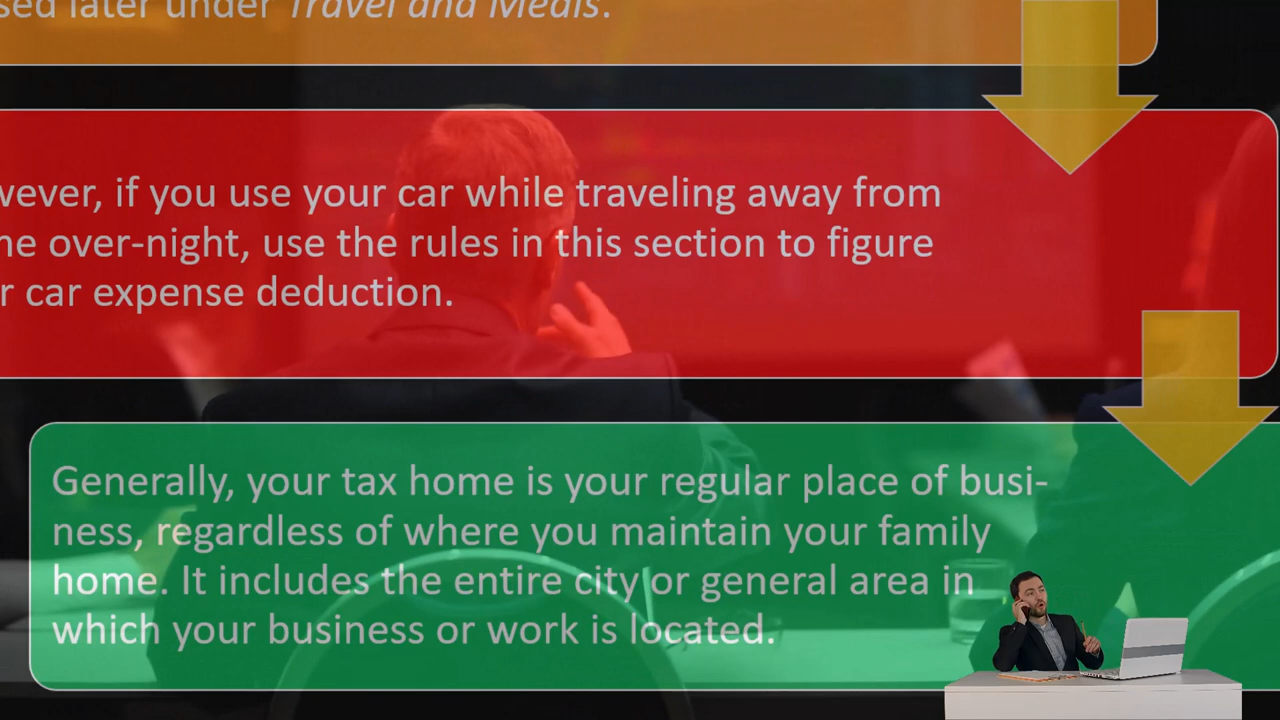 sed later under Travel and Meals.
wever, if you use your car while traveling away from
me over-night, use the rules in this section to figure
r car expense deduction.
Generally, your tax home is your regular place of busi-
ness, regardless of where you maintain your family
home. It includes the entire city or general area in
which your business or work is located.